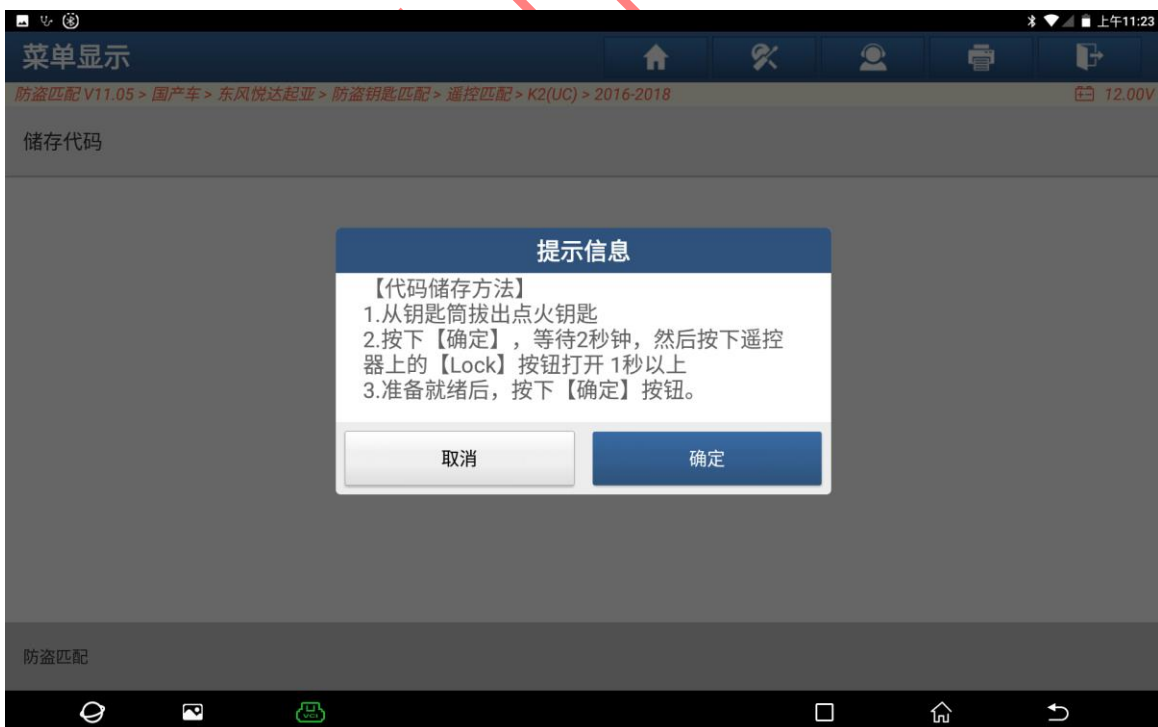 上午11:23
菜单显示
防盗匹配 V11.05 > 国产车 > 东风悦达起亚 > 防盗钥匙匹配 > 遥控匹配 > K2(UC) > 2016-2018
12.00V
储存代码
提示信息
【代码储存方法】
1.从钥匙筒拔出点火钥匙
2.按下【确定】，等待2秒钟，然后按下遥控
器上的【Lock】按钮打开 1秒以上
3.准备就绪后，按下【确定】按钮。
取消
确定
防盗匹配
VCI